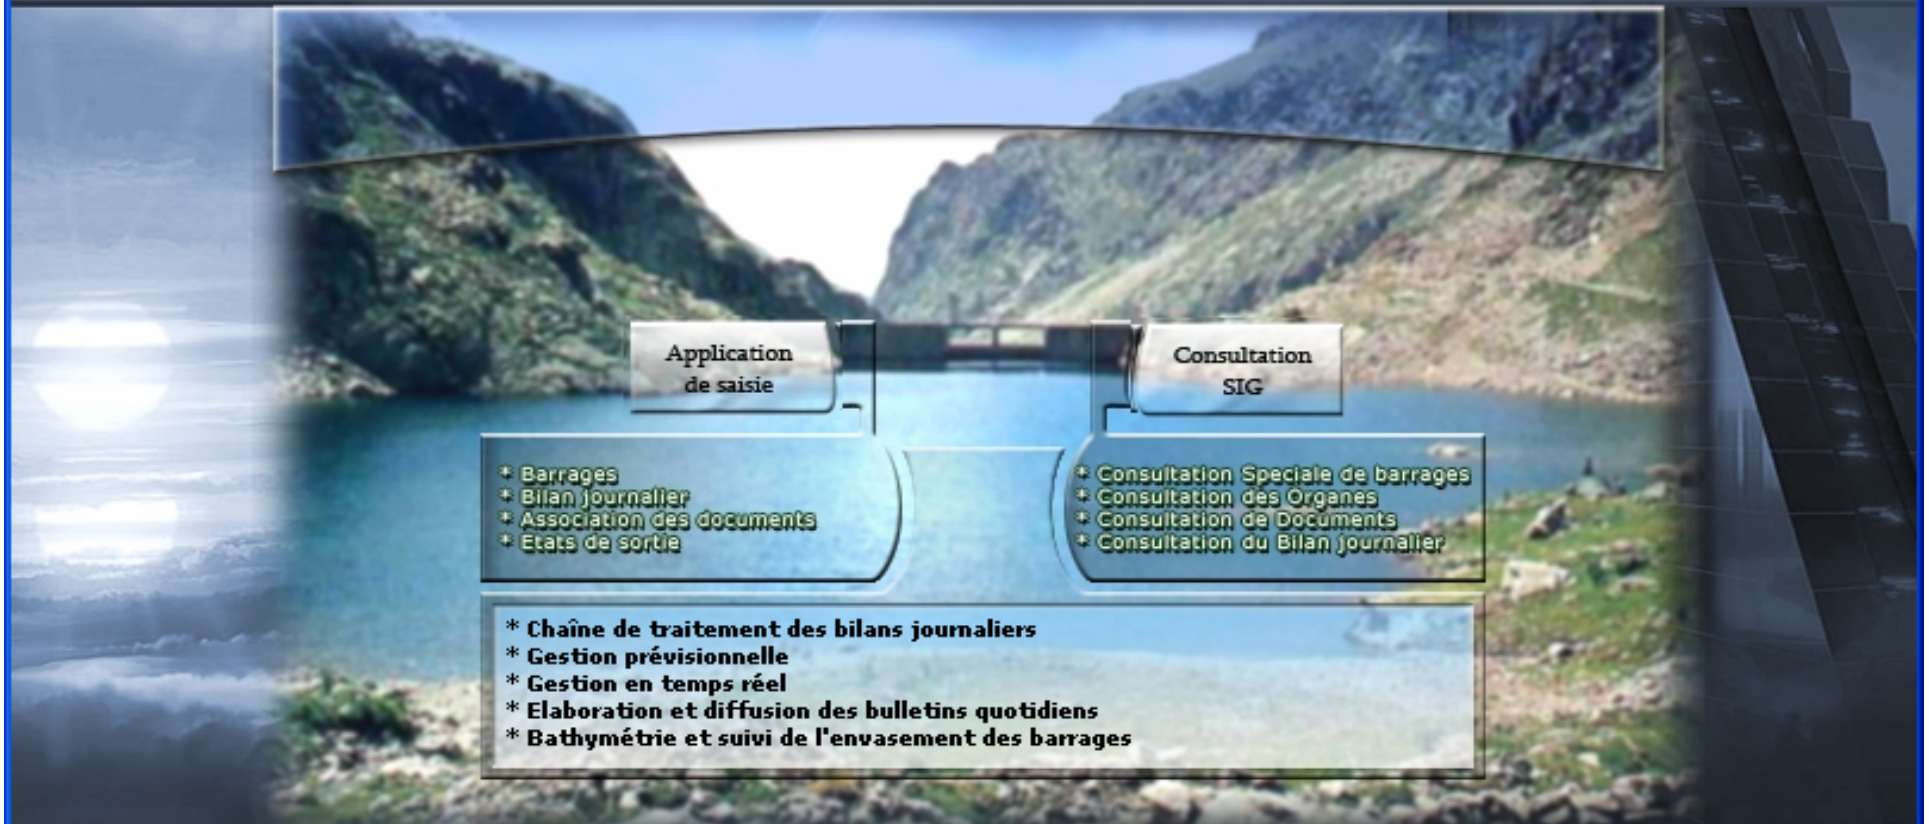 Application
de saisie
Consultation
SIG
* Barrages
* Bilan journalier
* Association des documents
* Etats de sortie
* Consultation Speciale de barrages
* Consultation des Organes
* Consultation de Documents
* Consultation du Bilan journalier
* Chaîne de traitement des bilans journaliers
* Gestion prévisionnelle
* Gestion en temps réel
* Elaboration et diffusion des bulletins quotidiens
* Bathymétrie et suivi de l'envasement des barrages